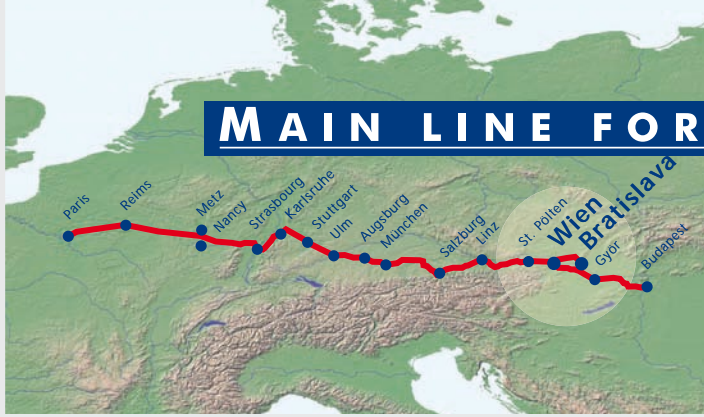 MAIN LINE FOR
Paris
Reims
Metz
Nancy
Strasbourg
Karlsruhe
Stuttgart
Ulm
Augsburg
München
Salzburg
Linz
St. Pölten
Wien
Bratislava
Györ
Budapest